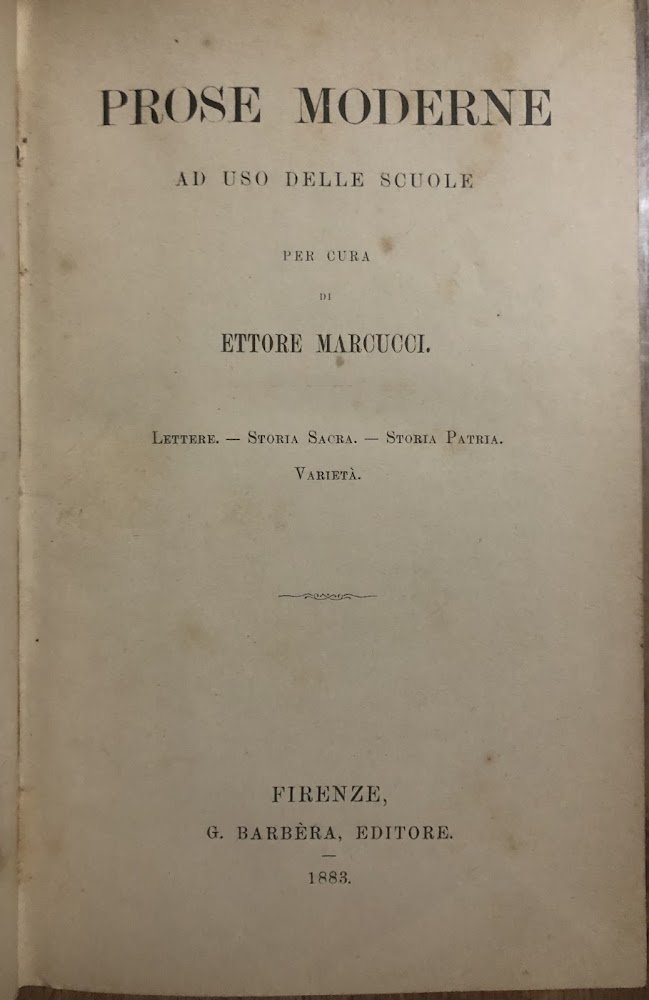 PROSE MODERNE
AD USO DELLE SCUOLE
PER CURA
DI
ETTORE MARCUCCI.
LETTERE. — STORIA SACRA. — STORIA PATRIA.
VARIETÀ.
FIRENZE,
G. BARBÈRA, EDITORE.
—
1883.